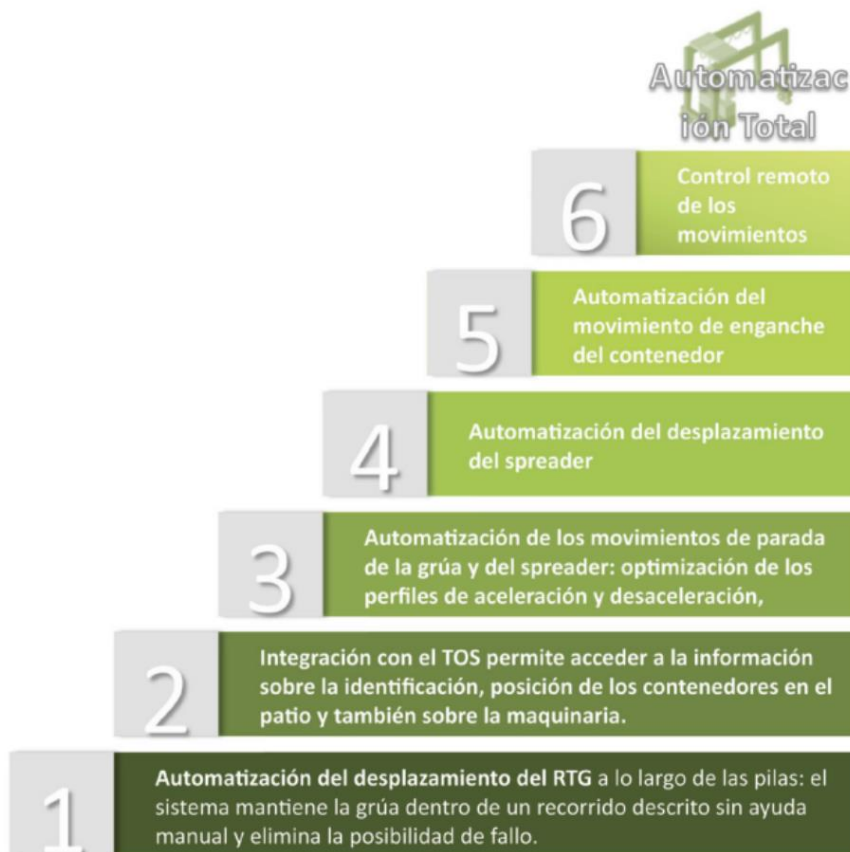 Automatizac
ión Total
6
Control remoto
de los
movimientos
5
Automatización del
movimiento de enganche
del contenedor
4
Automatización del desplazamiento
del spreader
3
Automatización de los movimientos de parada
de la grúa y del spreader: optimización de los
perfiles de aceleración y desaceleración,
2
Integración con el TOS permite acceder a la información
sobre la identificación, posición de los contenedores en el
patio y también sobre la maquinaria.
1
Automatización del desplazamiento del RTG a lo largo de las pilas: el
sistema mantiene la grúa dentro de un recorrido descrito sin ayuda
manual y elimina la posibilidad de fallo.